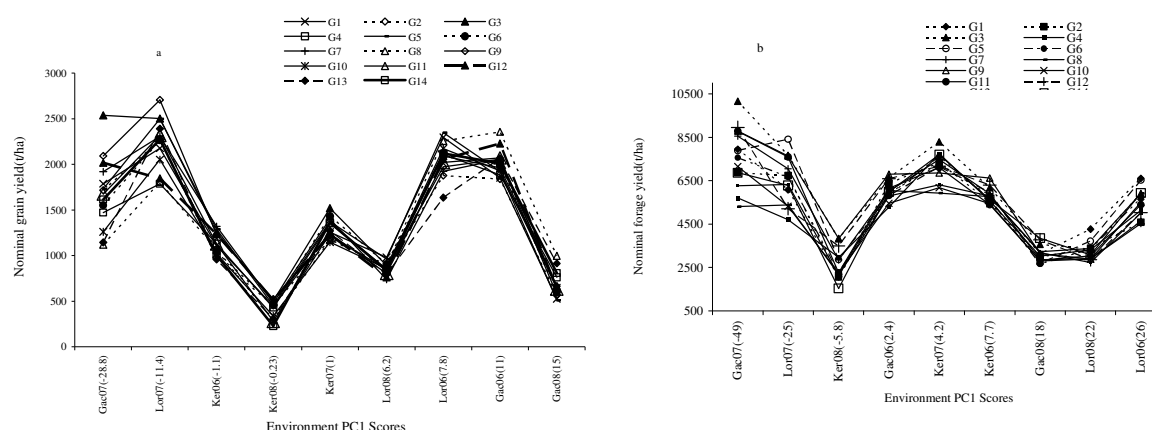 G1 G2 G3
G4 G5 G6
G7 G8 G9
G10 G11 G12
G13 G14
a
Nominal grain yield(t/ha)
3000
2500
2000
1500
1000
500
0
Gac07(-28.8)
Lor07(-11.4)
Ker06(-1.1)
Ker08(-0.23)
Ker07(1)
Lor08(6.2)
Lor06(7.8)
Gac06(11)
Gac08(15)
Environment PC1 Scores
G1 G2
G3 G4
G5 G6
G7 G8
G9 G10
G11 G12
b
Nominal forage yield(t/ha)
10500
8500
6500
4500
2500
500
Gac07(-49)
Lor07(-25)
Ker08(-5.8)
Gac06(2.4)
Ker07(4.2)
Ker06(7.7)
Gac08(18)
Lor08(22)
Lor06(26)
Environment PC1 Scores